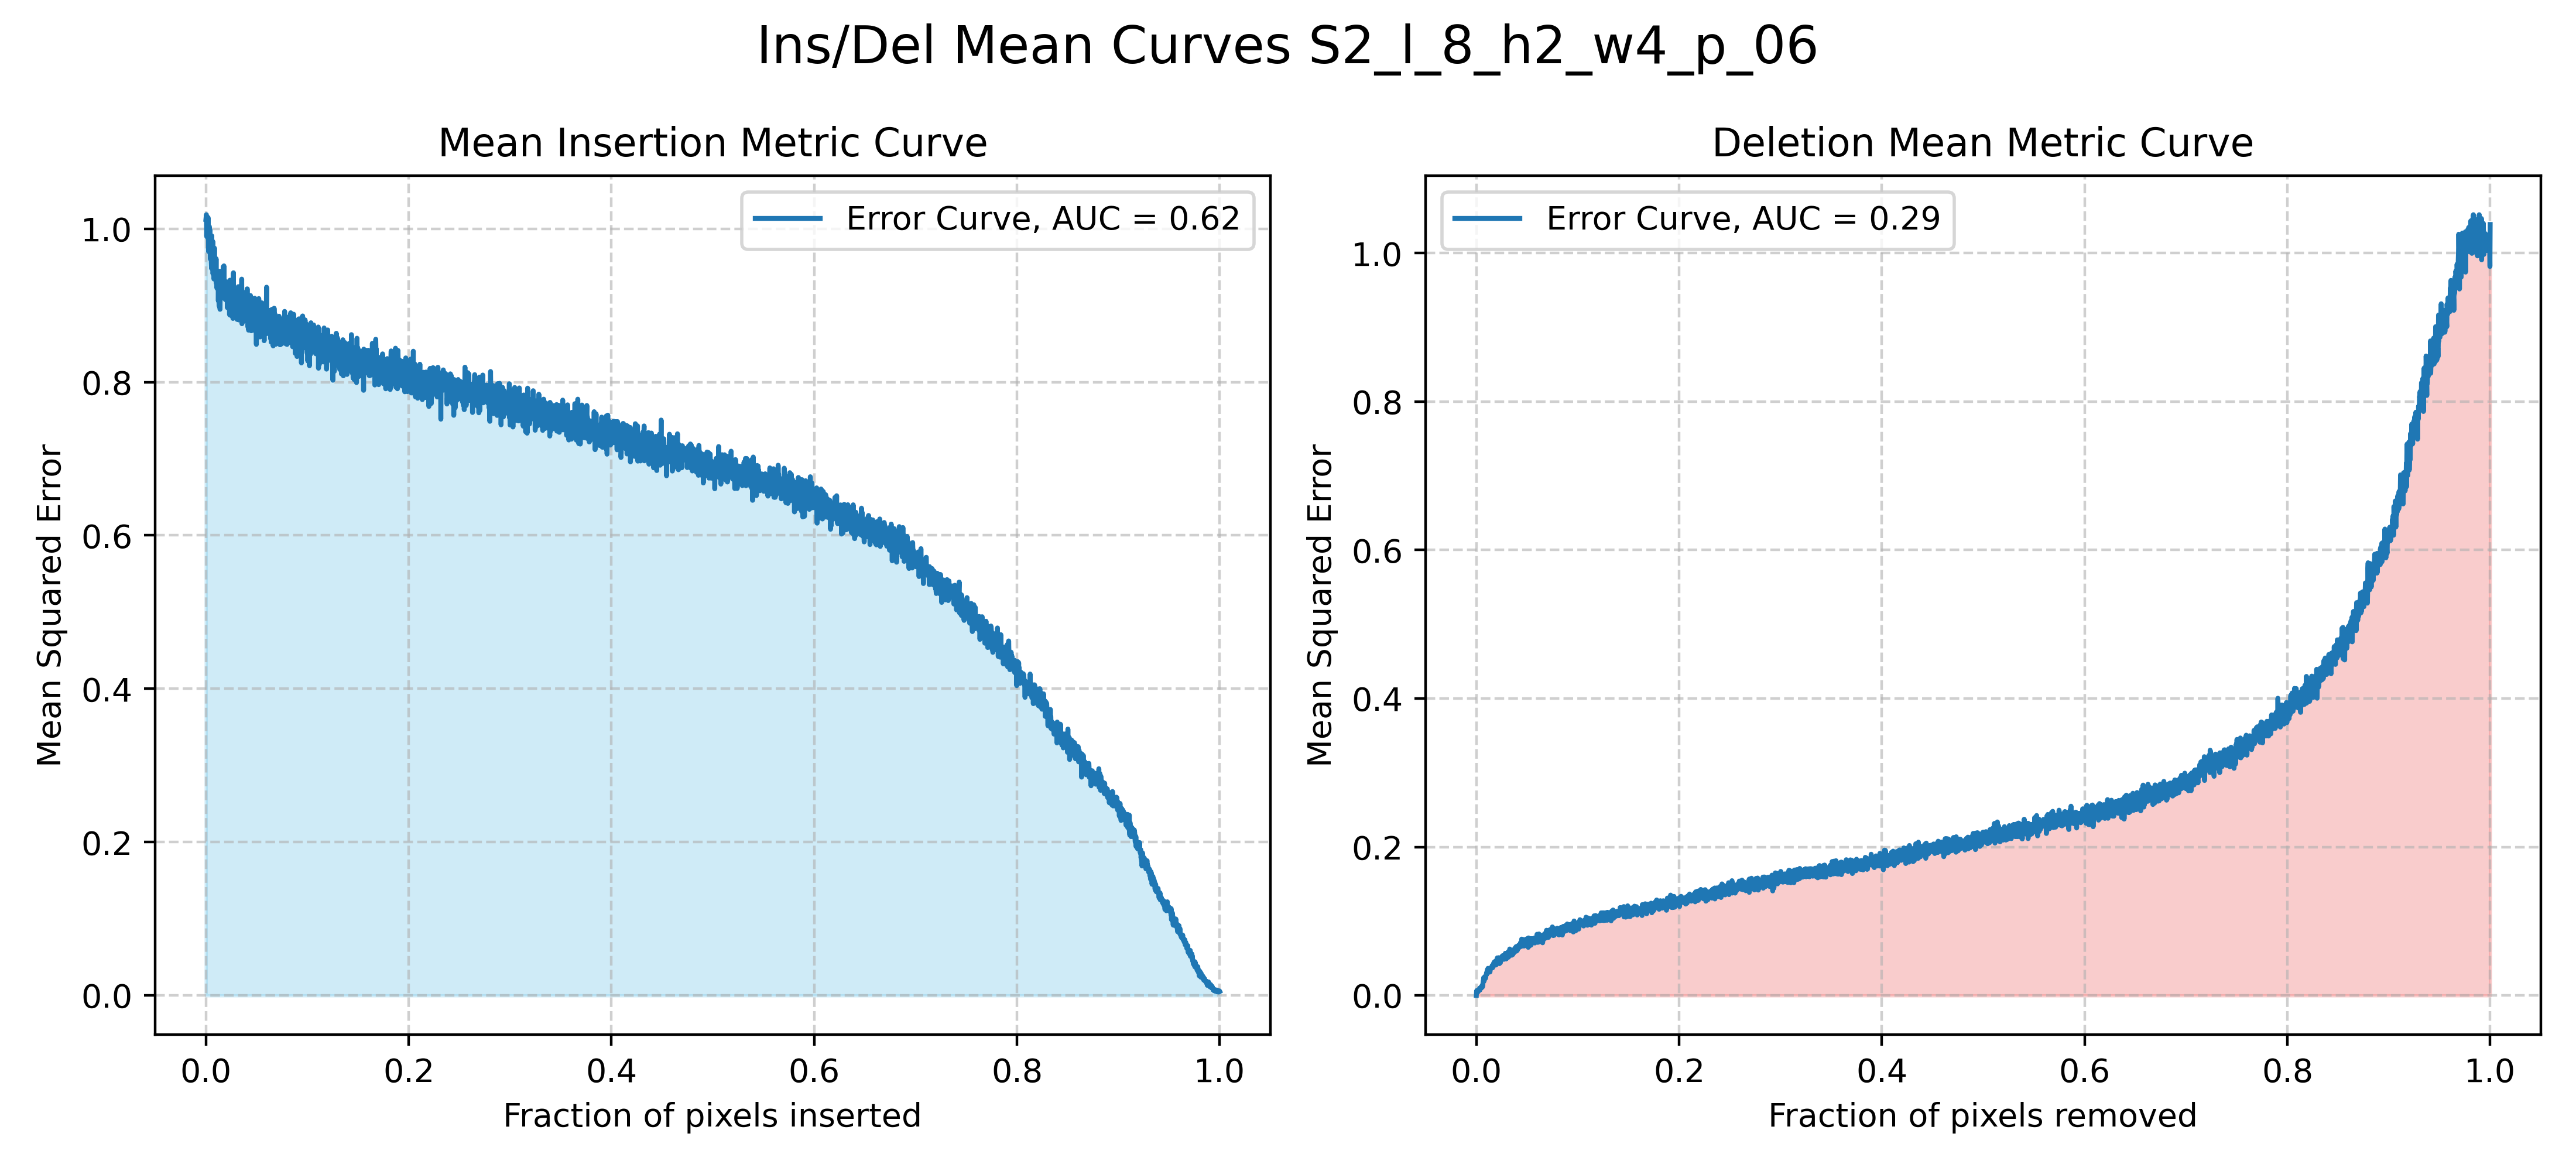 Ins/Del Mean Curves S2_l_8_h2_w4_p_06
Mean Insertion Metric Curve
Error Curve, AUC = 0.62
Mean Squared Error
1.0
0.8
0.6
0.4
0.2
0.0
0.0 0.2 0.4 0.6 0.8 1.0
Fraction of pixels inserted
Deletion Mean Metric Curve
Error Curve, AUC = 0.29
Mean Squared Error
1.0
0.8
0.6
0.4
0.2
0.0
0.0 0.2 0.4 0.6 0.8 1.0
Fraction of pixels removed